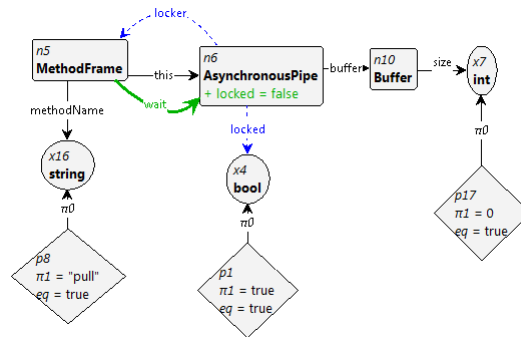 locker
n5
MethodFrame
this
n6
AsynchronousPipe
+ locked = false
buffer
n10
Buffer
size
x7
int
wait
methodName
locked
π0
x16
string
x4
bool
π0
π0
p17
π1 = 0
eq = true
p8
π1 = "pull"
eq = true
p1
π1 = true
eq = true